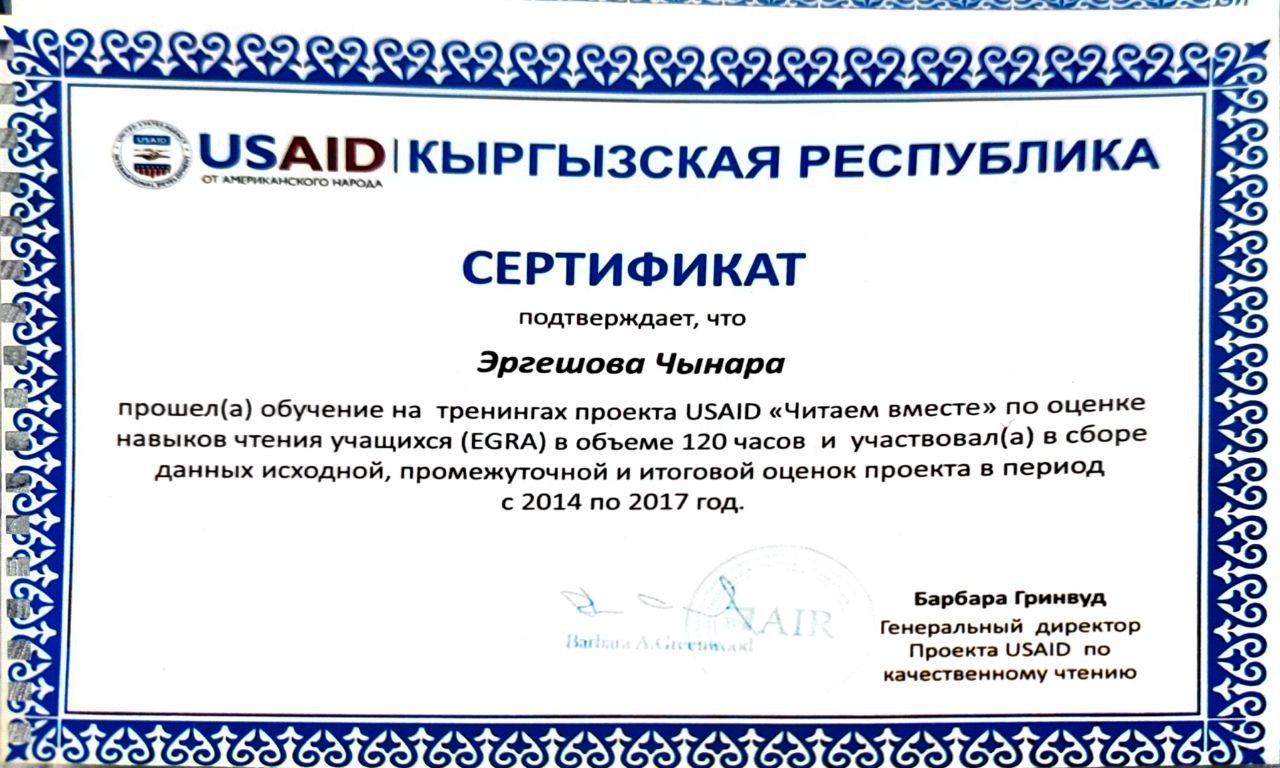 USAID КЫРГЫЗСКАЯ РЕСПУБЛИКА
ОТ АМЕРИКАНСКОГО НАРОДА
СЕРТИФИКАТ
подтверждает, что
Эргешова Чынара
прошел(а) обучение на тренингах проекта USAID «Читаем вместе» по оценке
навыков чтения учащихся (EGRA) в объеме 120 часов и участвовал(а) в сборе
данных исходной, промежуточной и итоговой оценок проекта в период
с 2014 по 2017 год.
AIR
Barbara A.Greenwood
Барбара Гринвуд
Генеральный директор
Проекта USAID по
качественному чтению